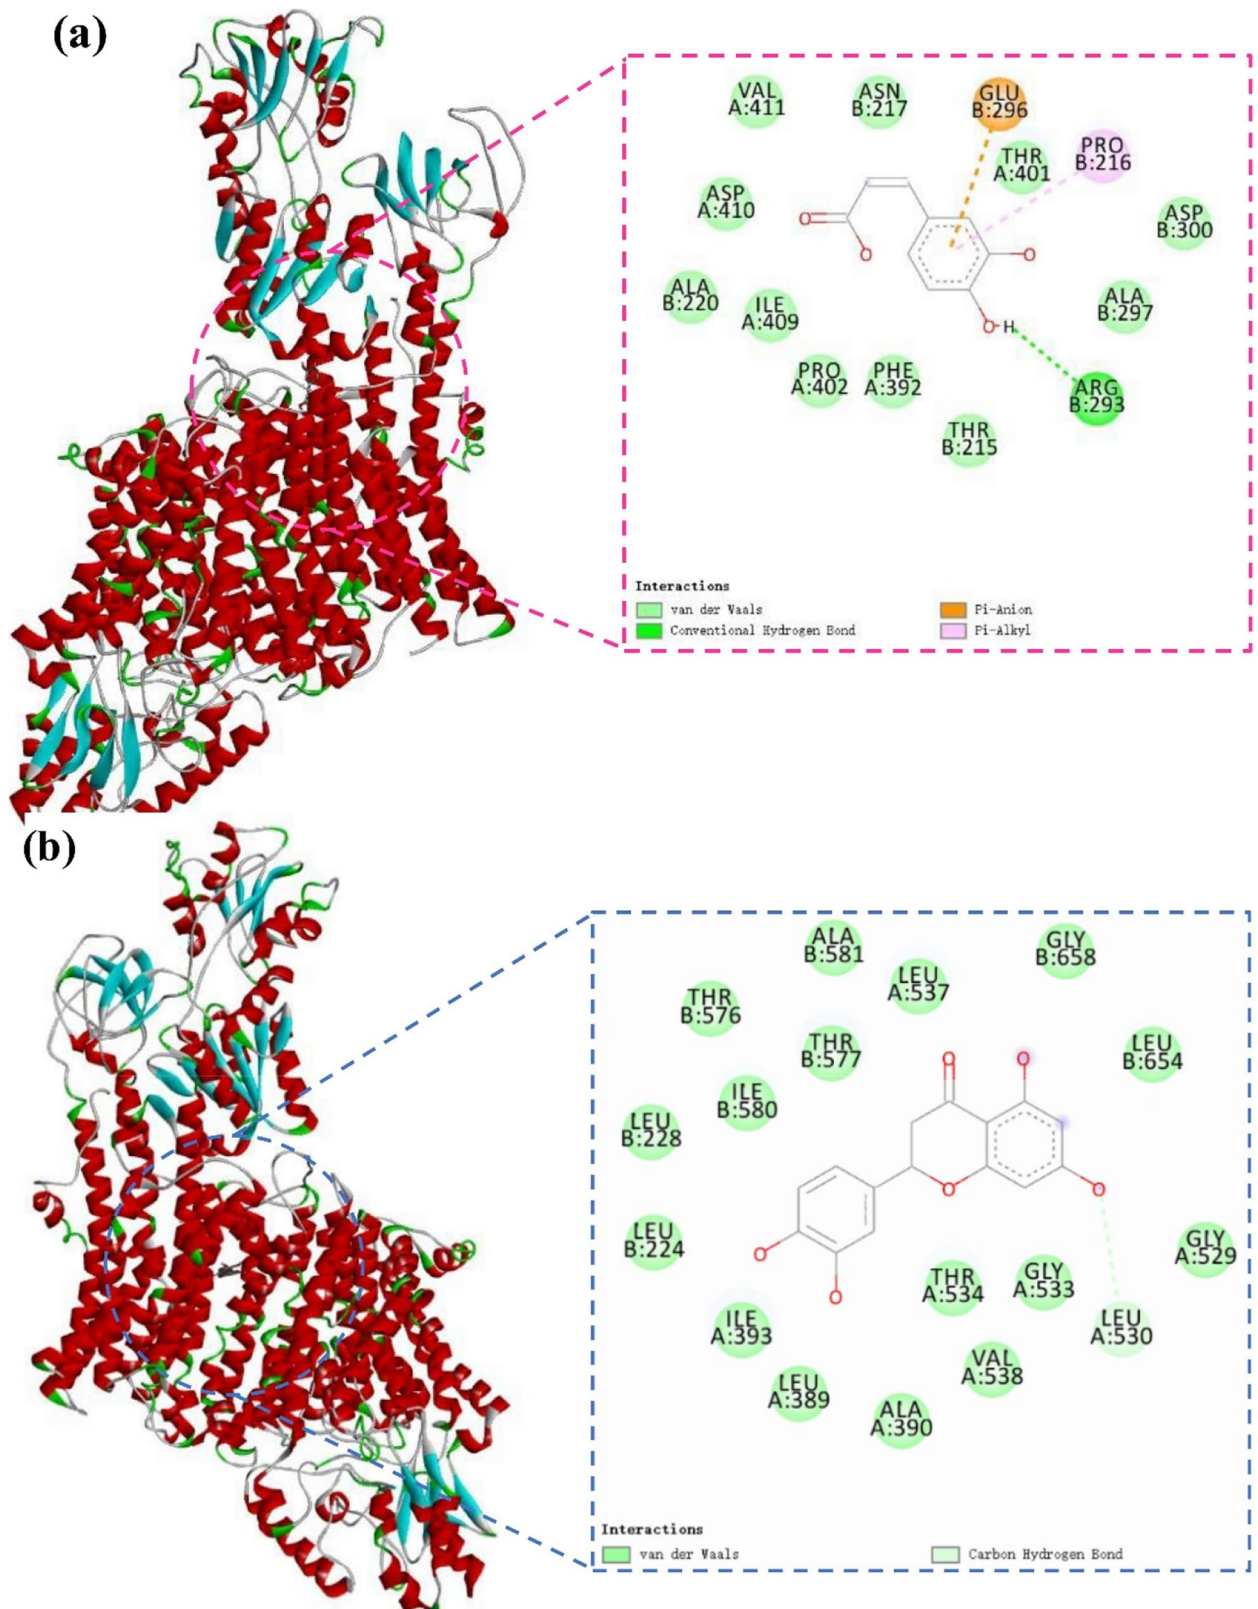 (a)
VAL
A:411
ASN
B:217
GLU
B:296
THR
A:401
PRO
B:216
ASP
A:410
ASP
B:300
O
O
O
ALA
B:220
ILE
A:409
ALA
B:297
O-H
PRO
A:402
PHE
A:392
ARG
B:293
THR
B:215
Interactions
van der Waals
Conventional Hydrogen Bond
Pi-Anion
Pi-Alkyl
(b)
ALA
B:581
LEU
A:537
GLY
B:658
THR
B:576
THR
B:577
LEU
B:654
O
O
ILE
B:580
LEU
B:228
O
O
LEU
B:224
O
O
GLY
A:529
THR
A:534
GLY
A:533
ILE
A:393
LEU
A:530
VAL
A:538
LEU
A:389
ALA
A:390
Interactions
van der Waals
Carbon Hydrogen Bond